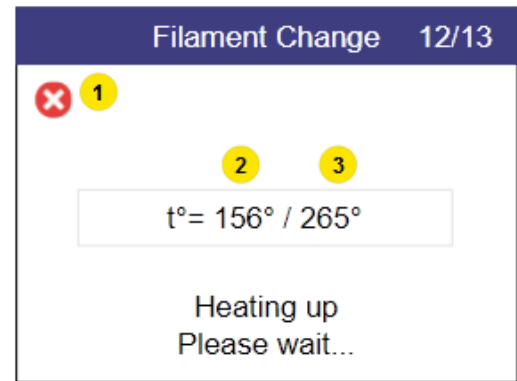 Filament Change 12/13
1
2 3
t°= 156° / 265°
Heating up
Please wait...